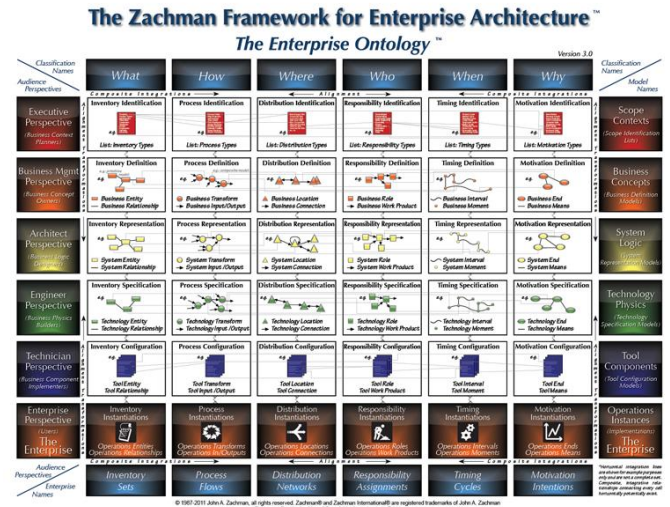 The Zachman Framework for Enterprise Architecture™
The Enterprise Ontology ™
Version 3.0
Classification Names
Audience Perspectives
What
How
Where
Who
When
Why
Classification Names
Model Names
Composite Integrations
Alignment
Composite Integrations
Executive Perspective
(Business Context Planners)
Inventory Identification
e.g.
List: Inventory Types
Process Identification
e.g.
List: Process Types
Distribution Identification
e.g.
List: Distribution Types
Responsibility Identification
e.g.
List: Responsibility Types
Timing Identification
e.g.
List: Timing Types
Motivation Identification
e.g.
List: Motivation Types
Scope Contexts
(Scope Identification Lists)
Business Mgmt Perspective
(Business Concept Owners)
Inventory Definition
Business Entity
Business Relationship
Process Definition
Business Transform
Business Input/Output
Distribution Definition
e.g.
Business Location
Business Connection
Responsibility Definition
e.g.
Business Role
Business Work Product
Timing Definition
e.g.
Business Interval
Business Moment
Motivation Definition
e.g.
Business End
Business Means
Business Concepts
(Business Definition Models)
Architect Perspective
Inventory Representation
e.g.
System Entity
System Relationship
Process Representation
e.g.
System Transform
System Input/Output
Distribution Representation
e.g.
System Location
System Connection
Responsibility Representation
e.g.
System Role
System Work Product
Timing Representation
e.g.
System Interval
System Moment
Motivation Representation
e.g.
System End
System Means
System Logic
Engineer Perspective
(Business Physics Builders)
Inventory Specification
e.g.
Technology Entity
Technology Relationship
Process Specification
e.g.
Technology Transform
Technology Input/Output
Distribution Specification
e.g.
Technology Location
Technology Connection
Responsibility Specification
e.g.
Technology Role
Technology Work Product
Timing Specification
e.g.
Technology Interval
Technology Moment
Motivation Specification
e.g.
Technology End
Technology Means
Technology Physics
(Technology Specification Models)
Technician Perspective
(Business Component Implementers)
Inventory Configuration
e.g.
Tool Entity
Tool Relationship
Process Configuration
e.g.
Tool Transform
Tool Input/Output
Distribution Configuration
e.g.
Tool Location
Tool Connection
Responsibility Configuration
e.g.
Tool Role
Tool Work Product
Timing Configuration
e.g.
Tool Interval
Tool Moment
Motivation Configuration
e.g.
Tool End
Tool Means
Tool Components
(Tool Configuration Models)
Enterprise Perspective
(Users)
The Enterprise
Inventory Instantiations
Operations Entities
Operations Relationships
Process Instantiations
Operations Transforms
Operations In/Outputs
Distribution Instantiations
Operations Locations
Operations Connections
Responsibility Instantiations
Operations Roles
Operations Work Products
Timing Instantiations
Operations Intervals
Operations Moments
Motivation Instantiations
Operations Ends
Operations Means
Operations Instances
(Implementations)
The Enterprise
Composite Integrations
Alignment
Composite Integrations
Audience Perspectives
Enterprise Names
Inventory Sets
Process Flows
Distribution Networks
Responsibility Assignments
Timing Cycles
Motivation Intentions
© 1987-2011 John A. Zachman, all rights reserved. Zachman® and Zachman International® are registered trademarks of John A. Zachman